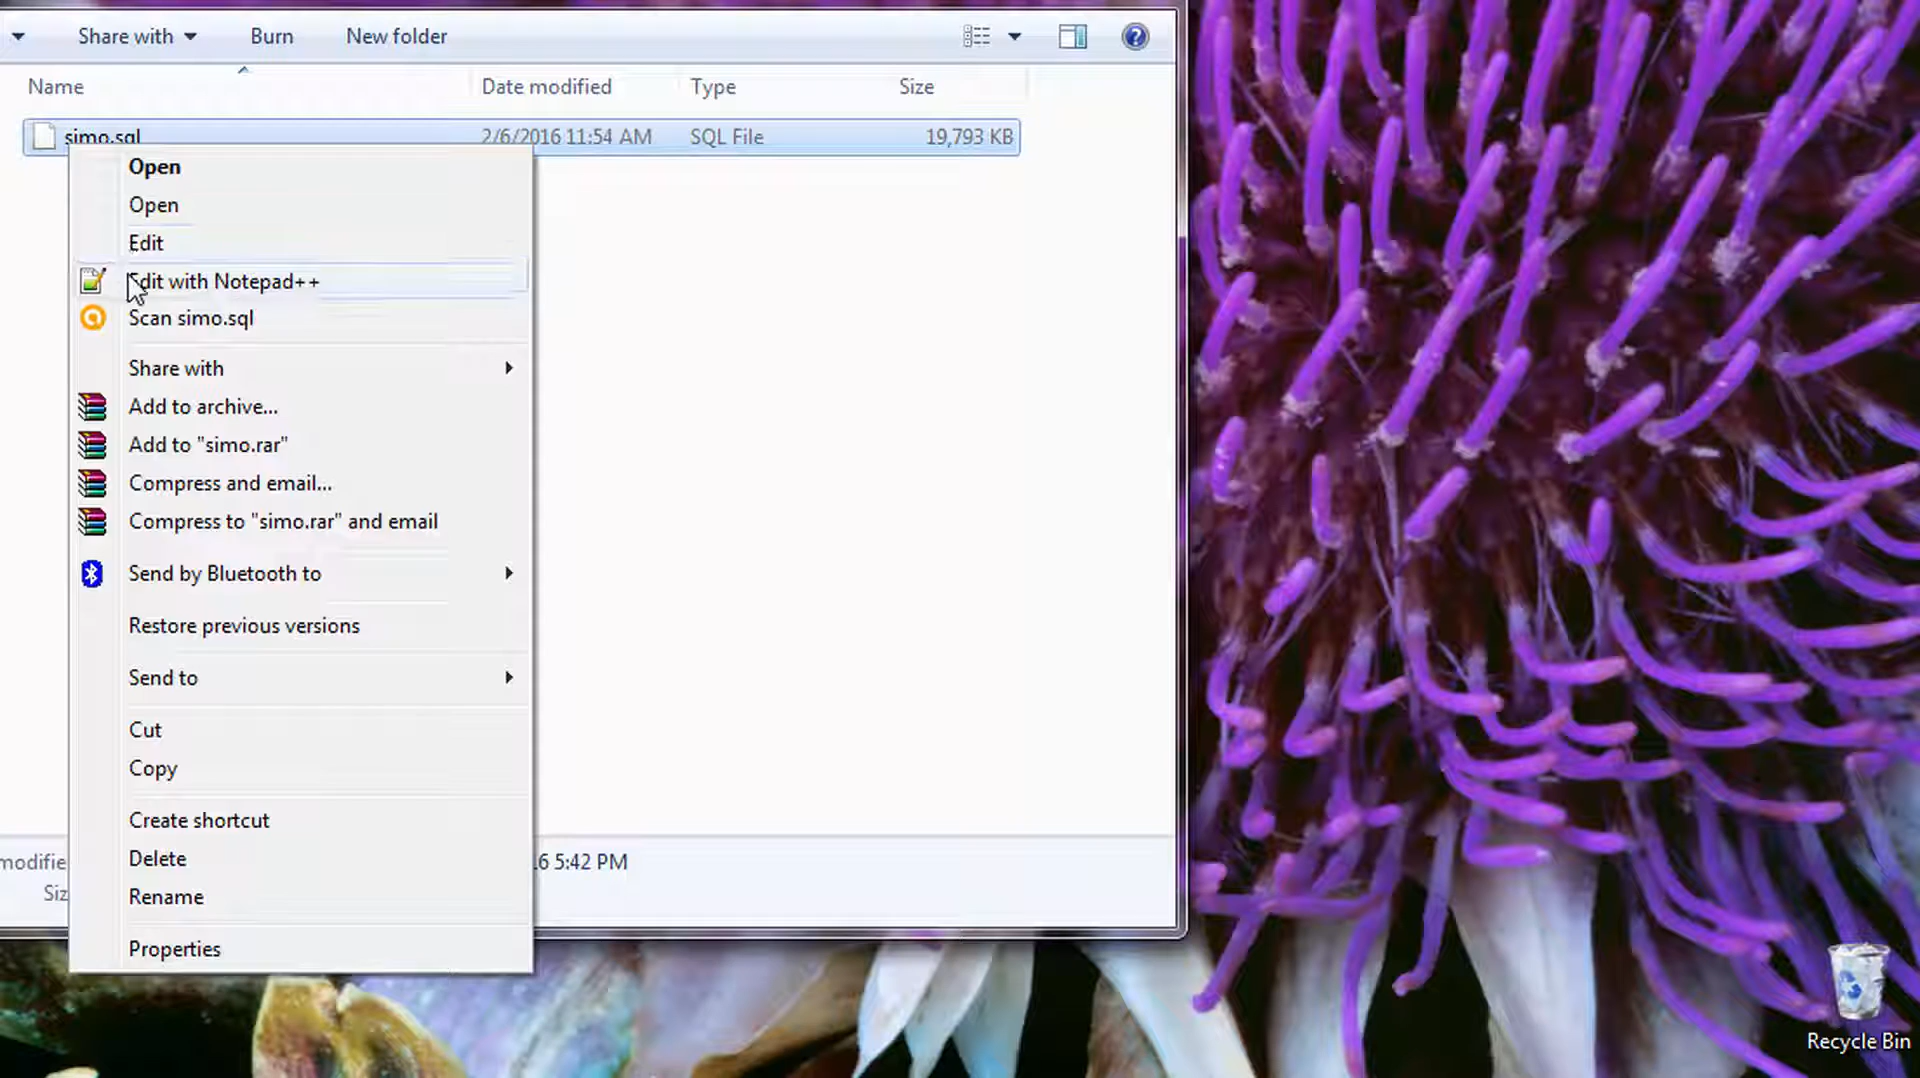 Share with
Burn
New folder
Name
Date modified
Type
Size
simo.sql
2/6/2016 11:54 AM
SQL File
19,793 KB
Open
Open
Edit
Edit with Notepad++
Scan simo.sql
Share with
Add to archive...
Add to "simo.rar"
Compress and email...
Compress to "simo.rar" and email
Send by Bluetooth to
Restore previous versions
Send to
Cut
Copy
Create shortcut
Delete
Rename
Properties
6 5:42 PM
Recycle Bin